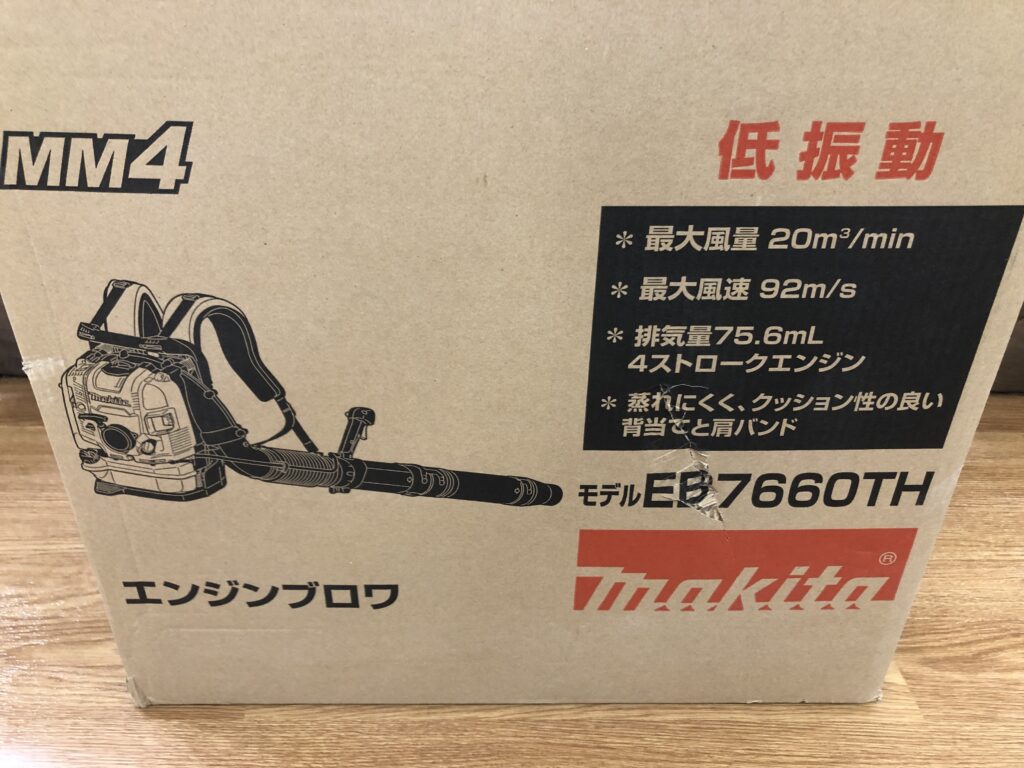 MM4
低振動
＊ 最大風量 20m³/min
＊ 最大風速 92m/s
＊ 排気量75.6mL
4ストロークエンジン
＊ 蒸れにくく、クッション性の良い
背当てと肩バンド
makita
モデルEB7660TH
エンジンブロワ
makita®